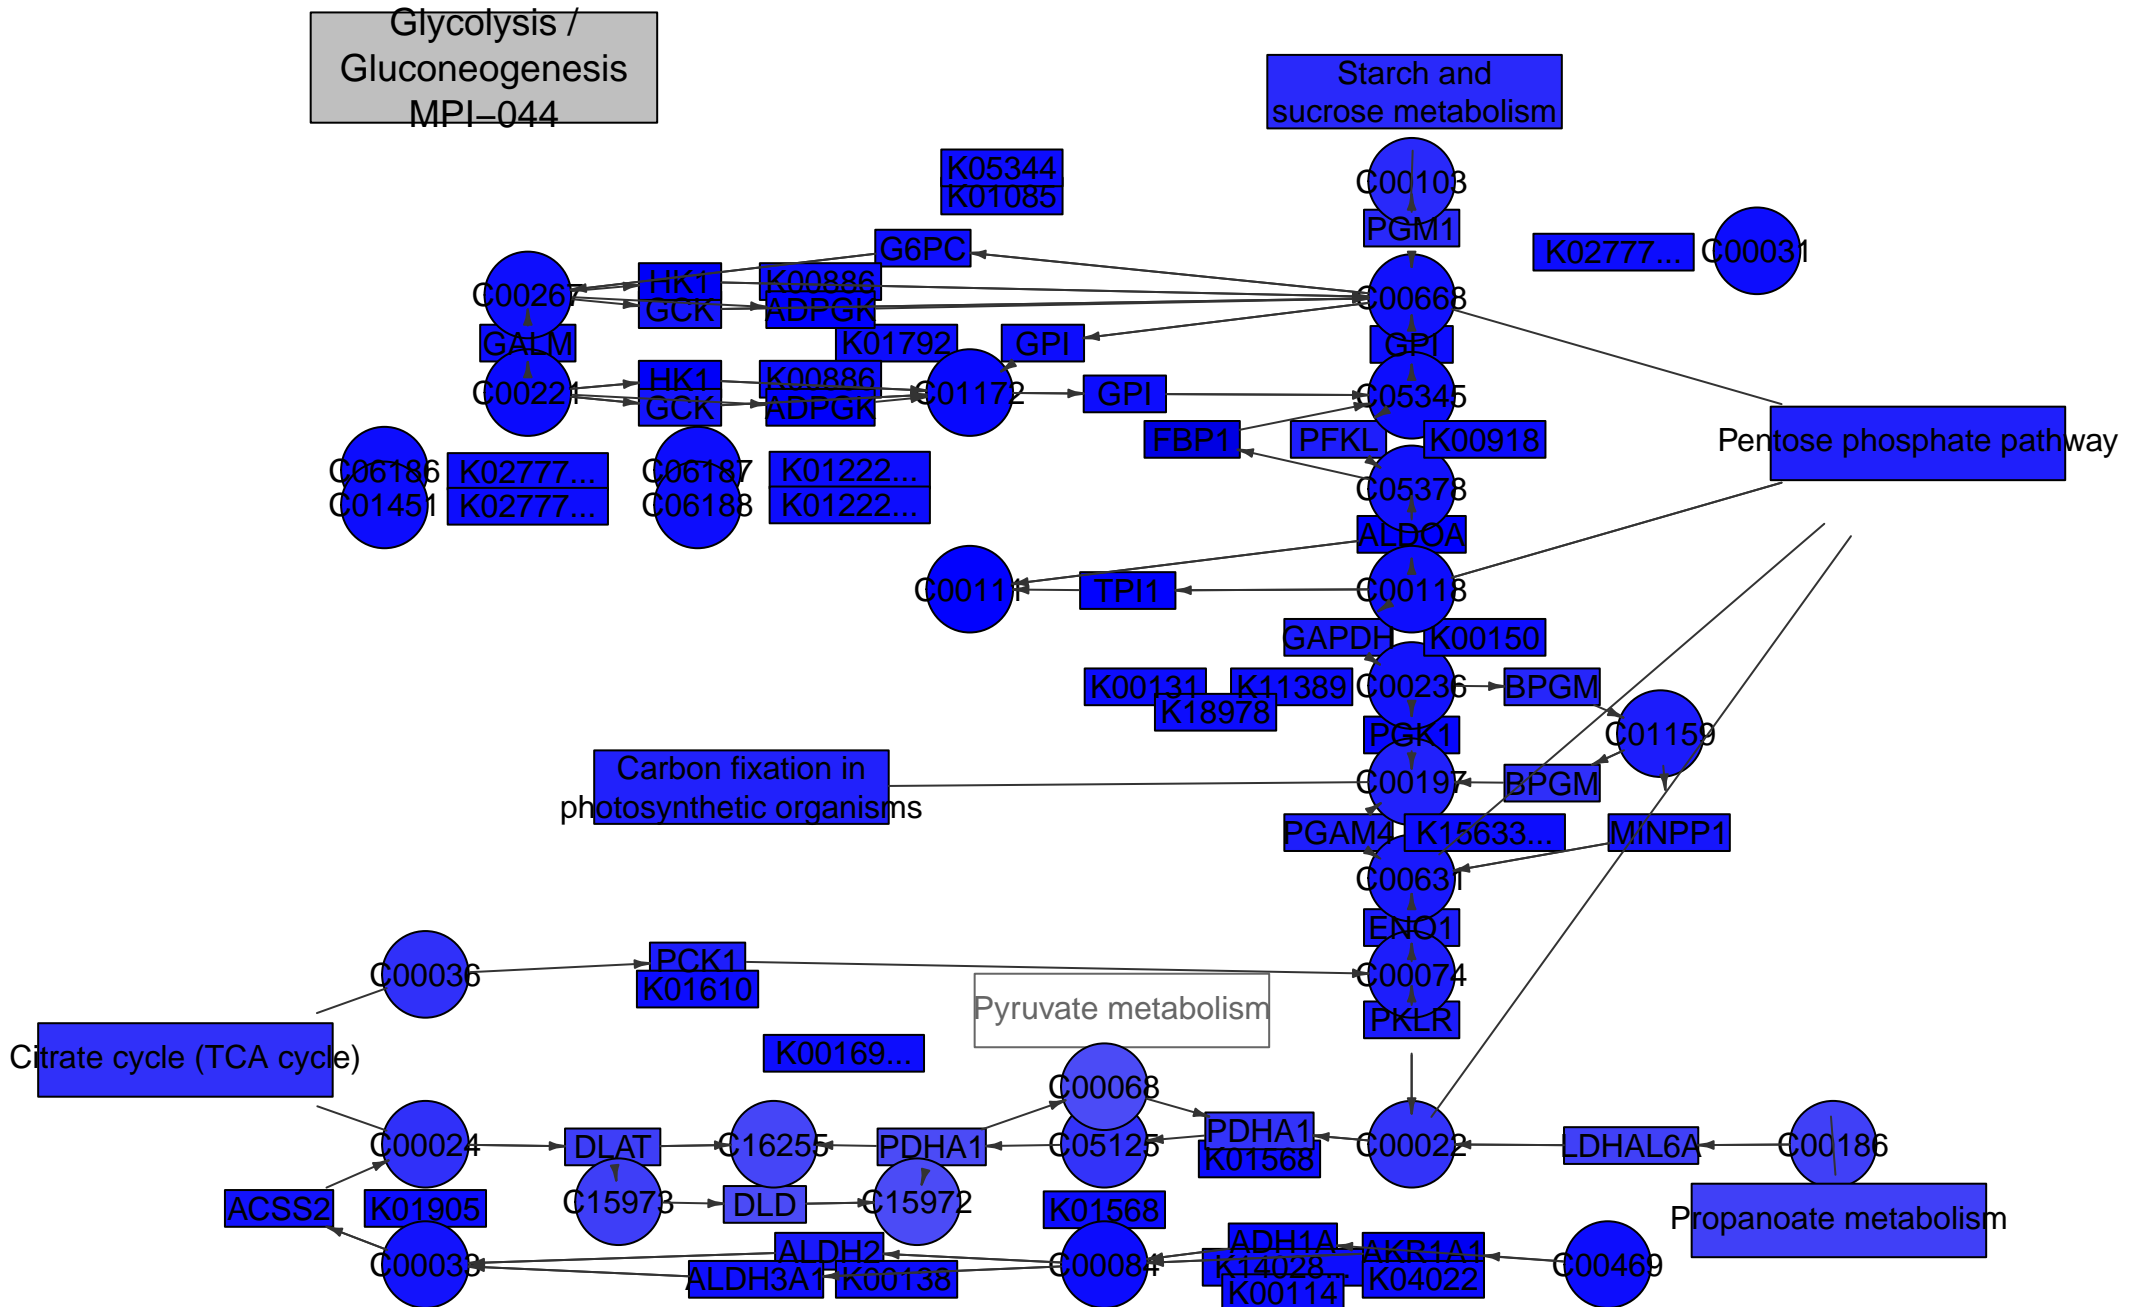 Glycolysis /
Gluconeogenesis
MPI−044
Starch and
sucrose metabolism
K05344
K01085
C00103
PGM1
G6PC
K02777...
C00031
C00267
HK1
K00886
GCK
ADPGK
C00668
GALM
K01792
GPI
GPI
C00221
HK1
K00886
GCK
ADPGK
C01172
GPI
C05345
FBP1
PFKL
K00918
Pentose phosphate pathway
C06186
K02777...
C06187
K01222...
C01451
K02777...
C06188
K01222...
C05378
ALDOA
C00111
TPI1
C00118
GAPDH
K00150
K00131
K11389
K18978
C00236
BPGM
PGK1
C01159
Carbon fixation in
photosynthetic organisms
C00197
BPGM
PGAM4
K15633...
MINPP1
C00631
ENO1
C00036
PCK1
K01610
C00074
Pyruvate metabolism
PKLR
Citrate cycle (TCA cycle)
K00169...
C00068
C00024
DLAT
C16255
PDHA1
C05125
PDHA1
K01568
C00022
LDHAL6A
C00186
ACSS2
K01905
C15973
DLD
C15972
K01568
Propanoate metabolism
C00033
ALDH2
ALDH3A1
K00138
C00084
ADH1A
K14028...
K00114
AKR1A1
K04022
C00469